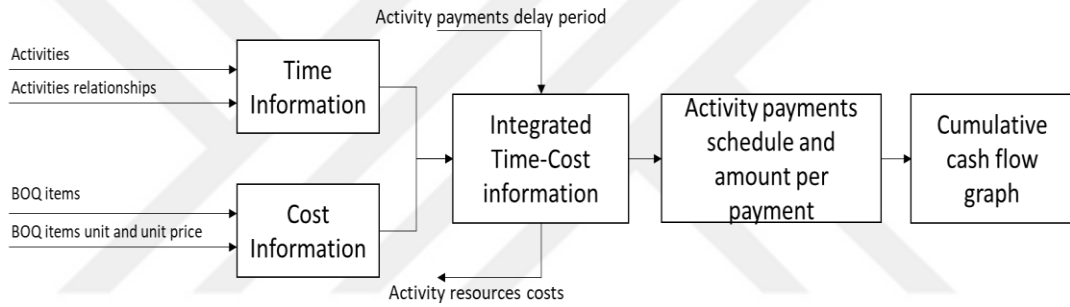 Activity payments delay period
Activities
Activities relationships
Time
Information
BOQ items
BOQ items unit and unit price
Cost
Information
Integrated
Time-Cost
information
Activity resources costs
Activity payments
schedule and
amount per
payment
Cumulative
cash flow
graph